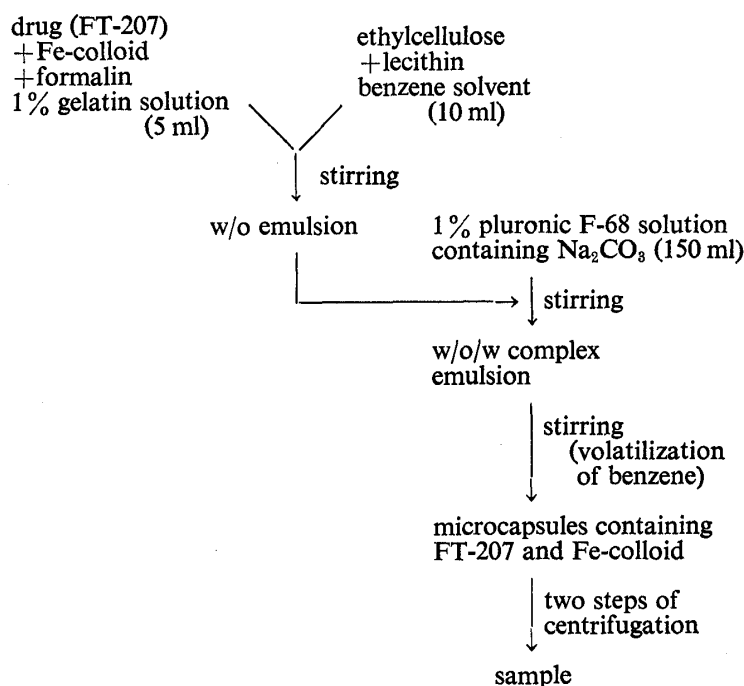 drug (FT-207)
+Fe-colloid
+formalin
1% gelatin solution
(5 ml)
ethylcellulose
+lecithin
benzene solvent
(10 ml)
stirring
w/o emulsion
1% pluronic F-68 solution
containing Na₂CO₃ (150 ml)
stirring
w/o/w complex
emulsion
stirring
(volatilization
of benzene)
microcapsules containing
FT-207 and Fe-colloid
two steps of
centrifugation
sample